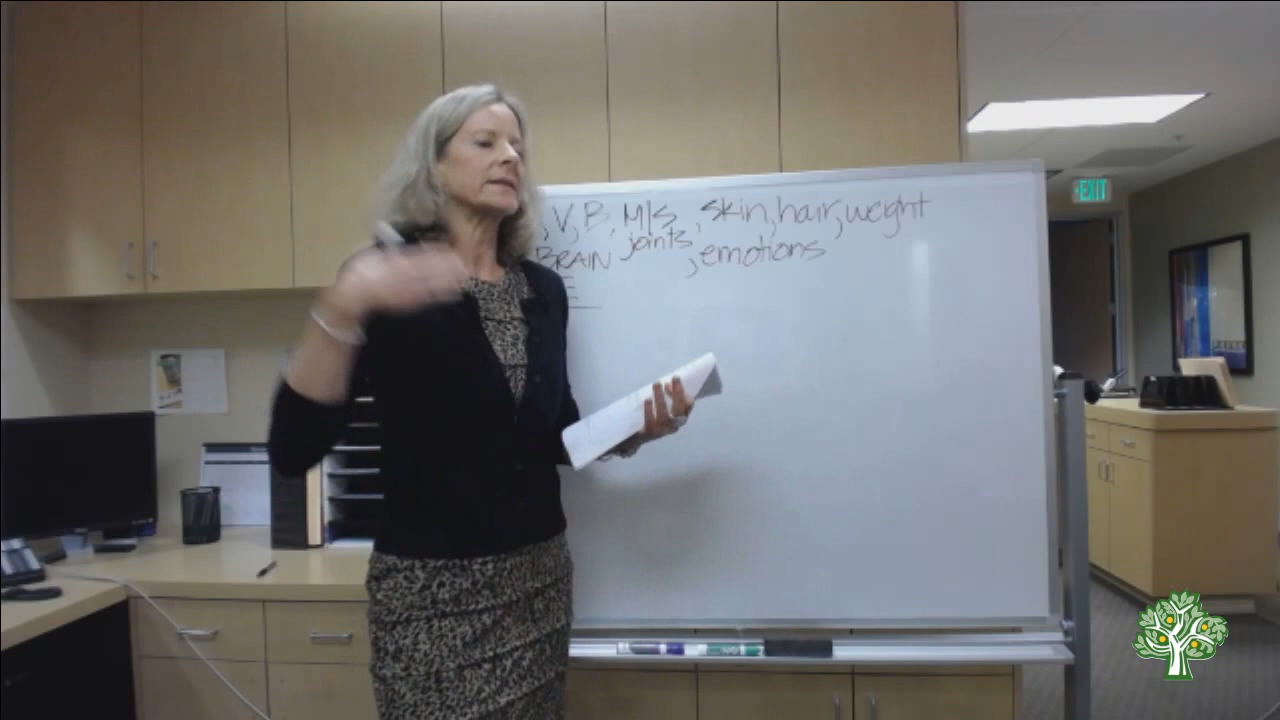 , V, B, M/S, skin, hair, weight
BRAIN joints, emotions
E
EXIT